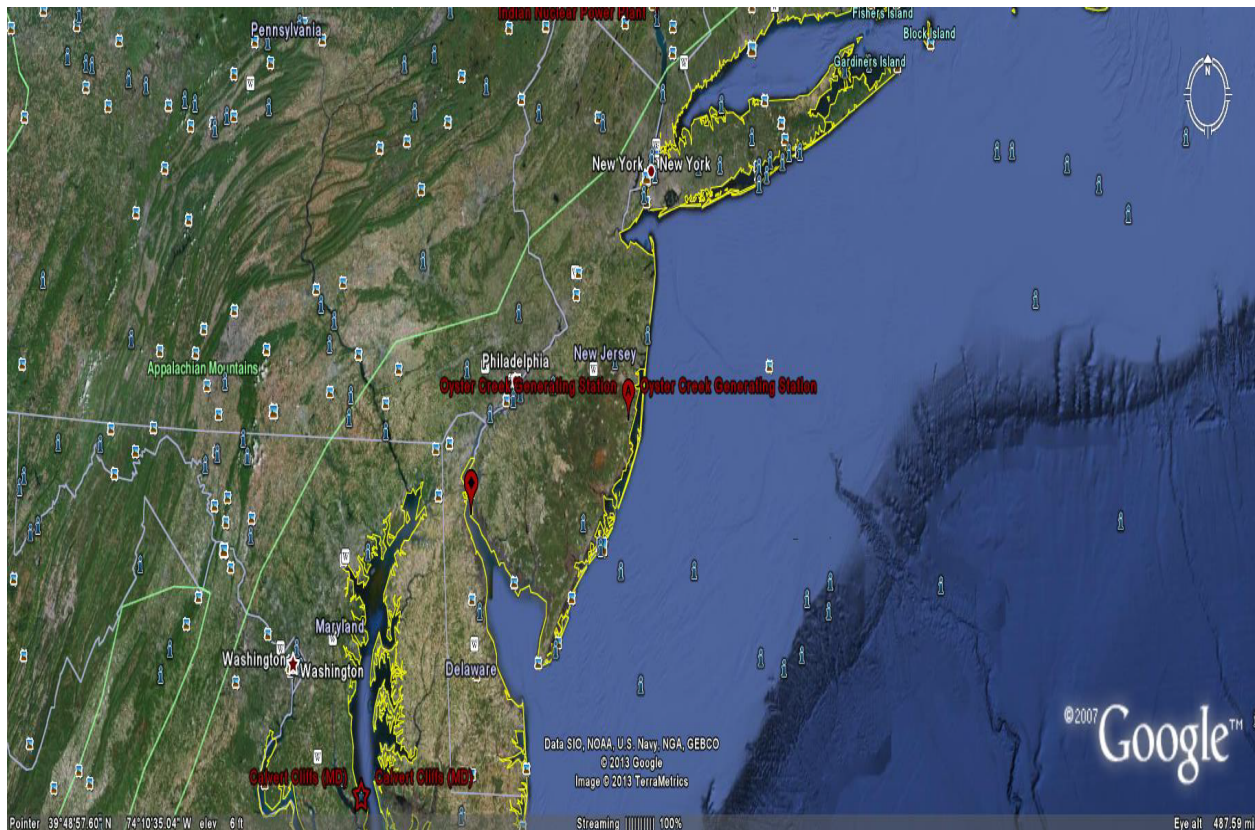 Indian Nuclear Power Plant
Fishers Island
Block Island
Pennsylvania
Gardiners Island
W
W
W
New York
New York
W
Philadelphia
New Jersey
W
W
Appalachian Mountains
Oyster Creek Generating Station
Oyster Creek Generating Station
W
Maryland
W
W
W
Washington
Washington
Delaware
©2007 Google™
Data SIO, NOAA, U.S. Navy, NGA, GEBCO
© 2013 Google
Image © 2013 TerraMetrics
W
Calvert Cliffs (MD)
Calvert Cliffs (MD)
Pointer 39°48'57.60" N 74°10'35.04" W elev 6 ft
Streaming ||||||||| 100%
Eye alt 487.59 mi
N